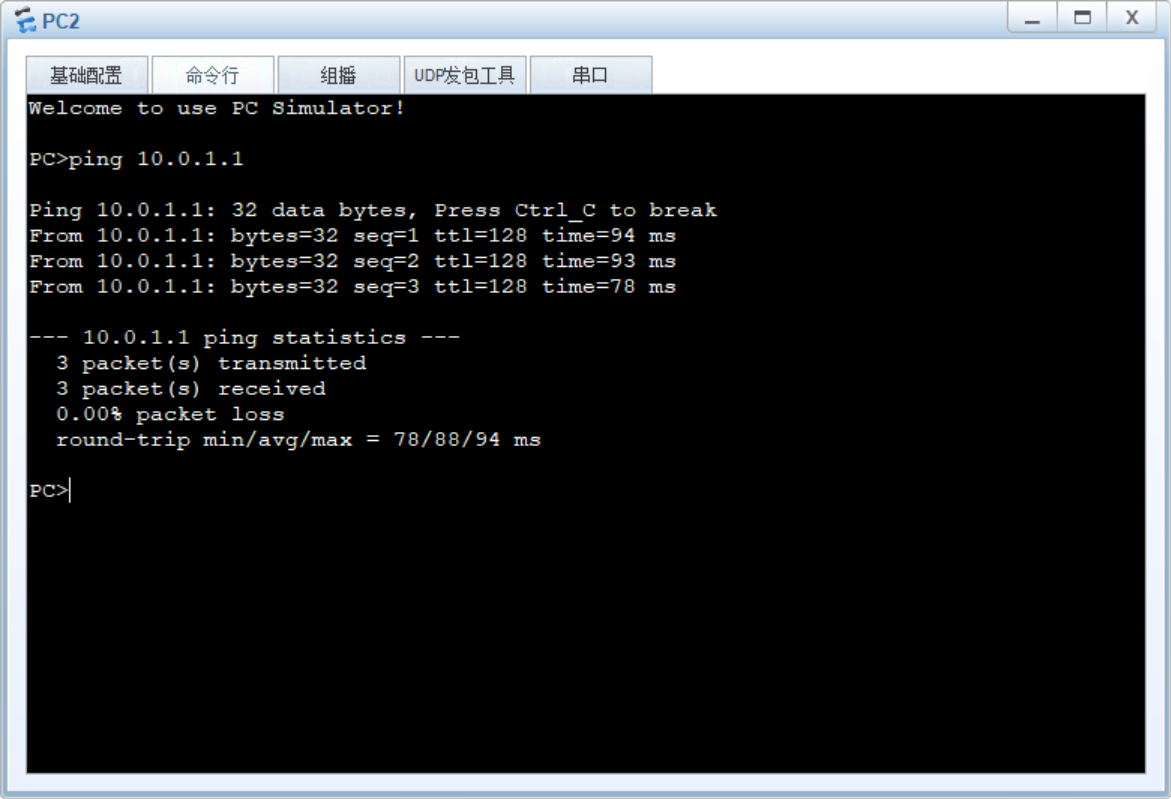 PC2
X
基础配置 命令行 组播 UDP发包工具 串口
Welcome to use PC Simulator!
PC>ping 10.0.1.1
Ping 10.0.1.1: 32 data bytes, Press Ctrl_C to break
From 10.0.1.1: bytes=32 seq=1 ttl=128 time=94 ms
From 10.0.1.1: bytes=32 seq=2 ttl=128 time=93 ms
From 10.0.1.1: bytes=32 seq=3 ttl=128 time=78 ms
--- 10.0.1.1 ping statistics ---
3 packet(s) transmitted
3 packet(s) received
0.00% packet loss
round-trip min/avg/max = 78/88/94 ms
PC>